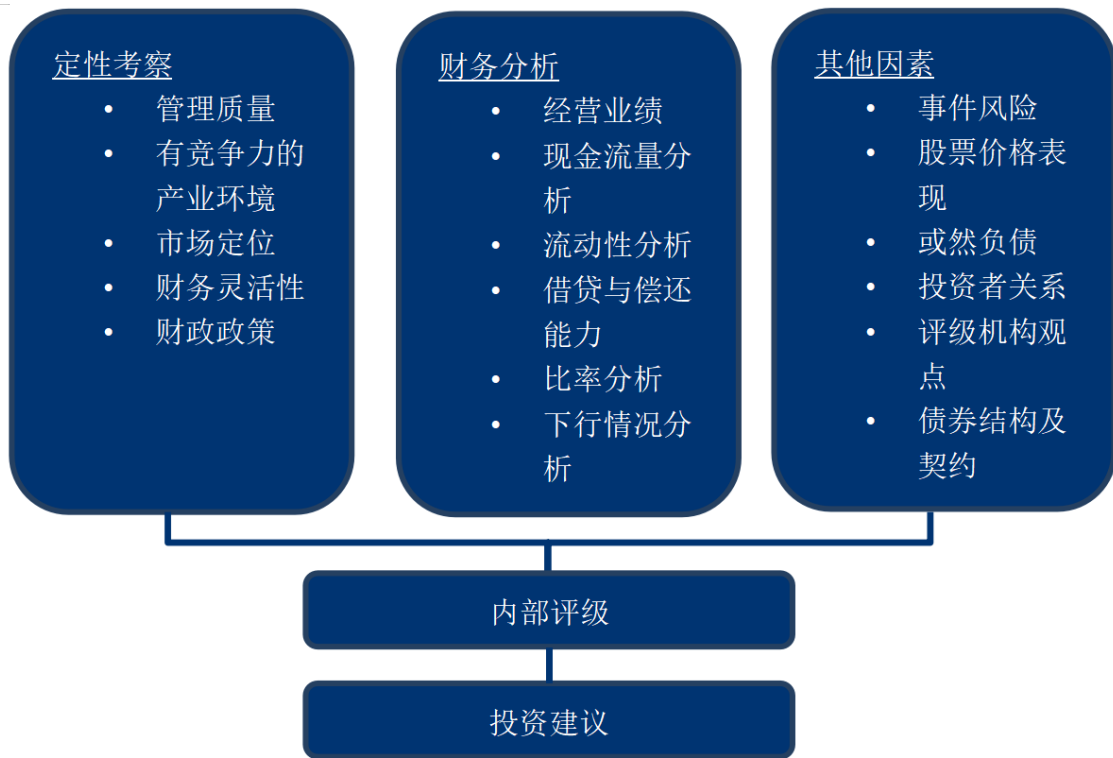 定性考察
• 管理质量
• 有竞争力的
产业环境
• 市场定位
• 财务灵活性
• 财政政策
财务分析
• 经营业绩
• 现金流量分
析
• 流动性分析
• 借贷与偿还
能力
• 比率分析
• 下行情况分
析
其他因素
• 事件风险
• 股票价格表
现
• 或然负债
• 投资者关系
• 评级机构观
点
• 债券结构及
契约
内部评级
投资建议